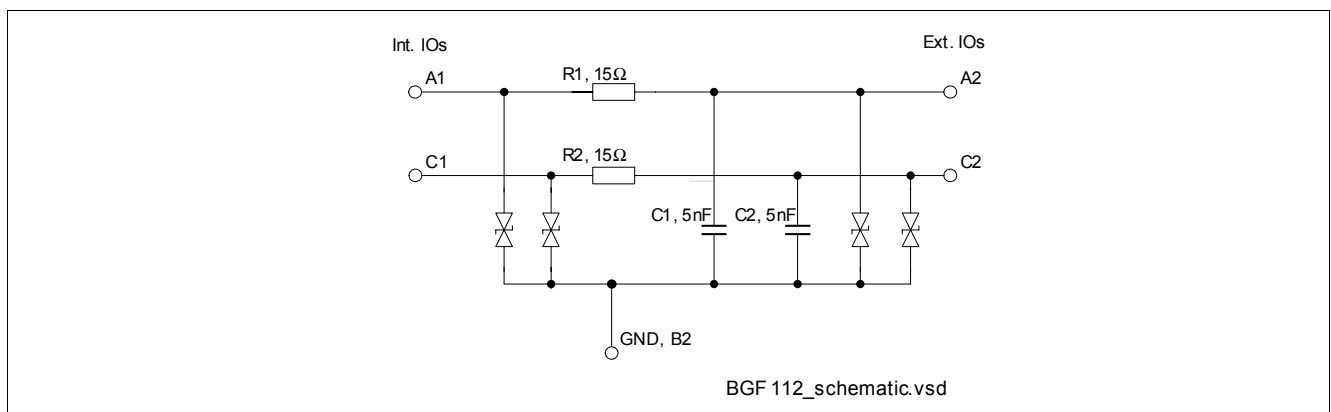 Int. IOs
Ext. IOs
A1
R1, 15Ω
A2
C1
R2, 15Ω
C2
C1, 5nF
C2, 5nF
GND, B2
BGF 112_schematic.vsd